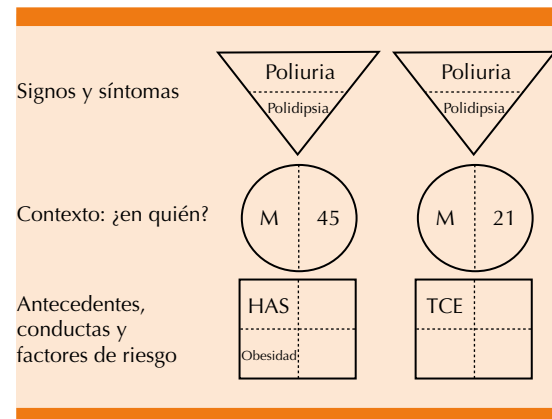 Signos y síntomas
Poliuria
Polidipsia
Poliuria
Polidipsia
Contexto: ¿en quién?
M 45
M 21
Antecedentes,
conductas y
factores de riesgo
HAS
Obesidad
TCE